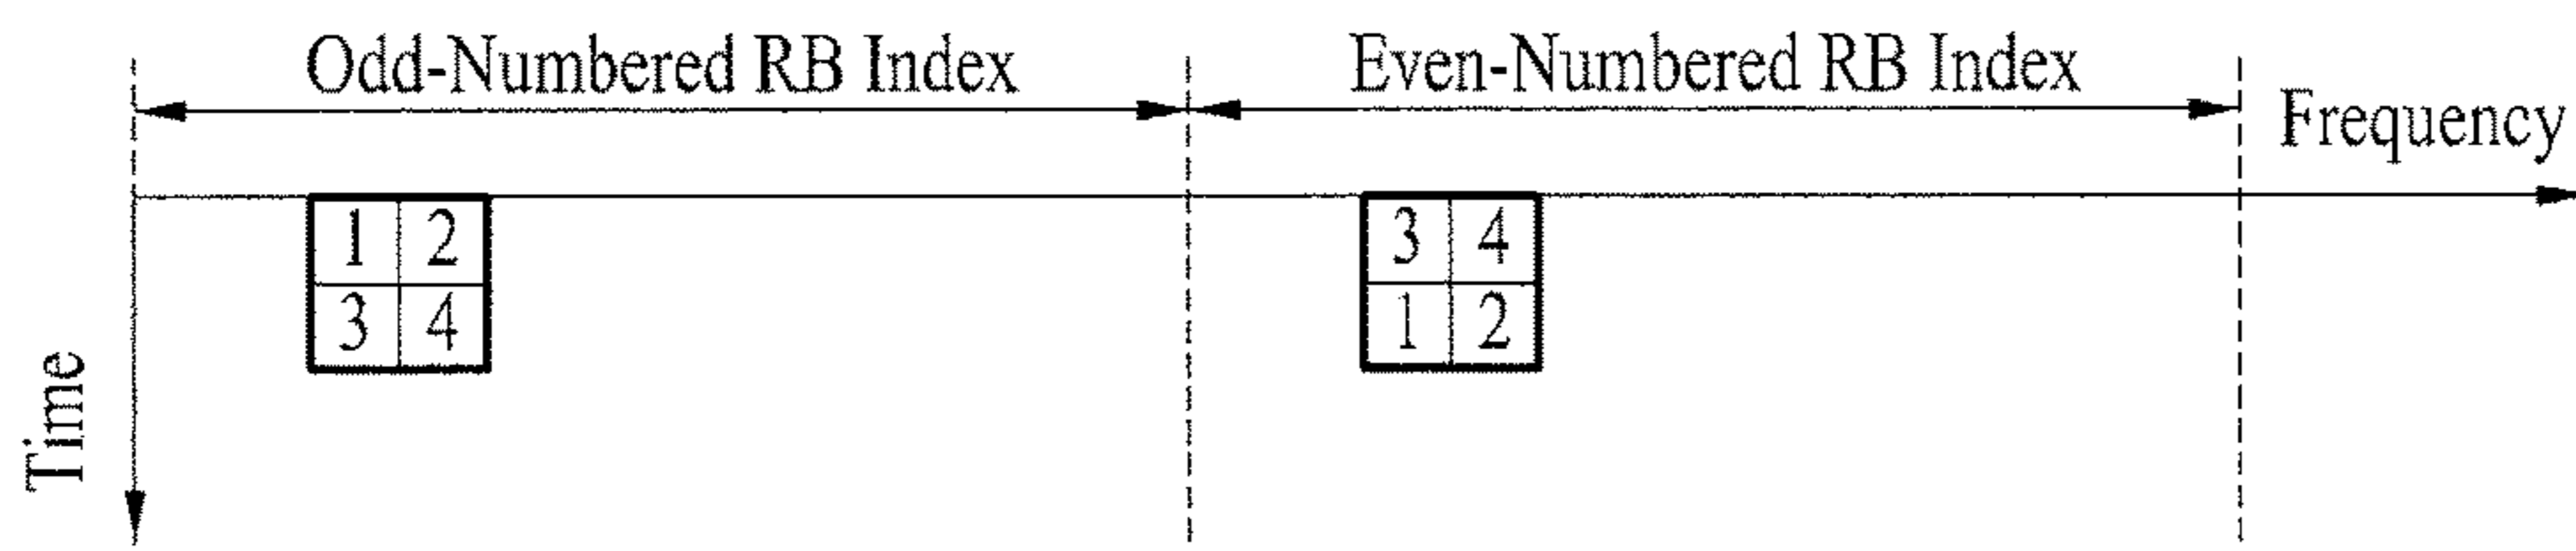 Odd-Numbered RB Index
Even-Numbered RB Index
Frequency
1 2
3 4
3 4
1 2
Time